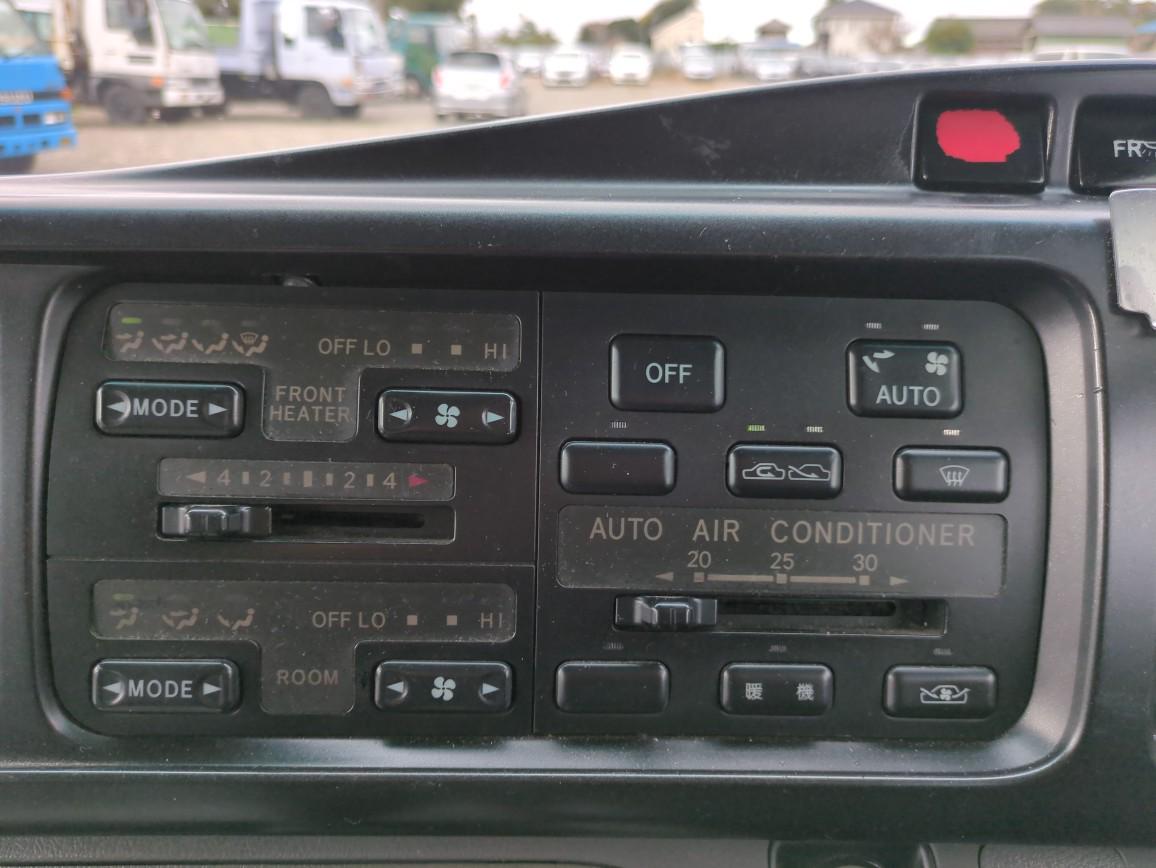 FR
OFF LO HI
MODE
FRONT
HEATER
4 2 2 4
OFF LO HI
MODE
ROOM
OFF
AUTO
AUTO AIR CONDITIONER
20 25 30
暖 機